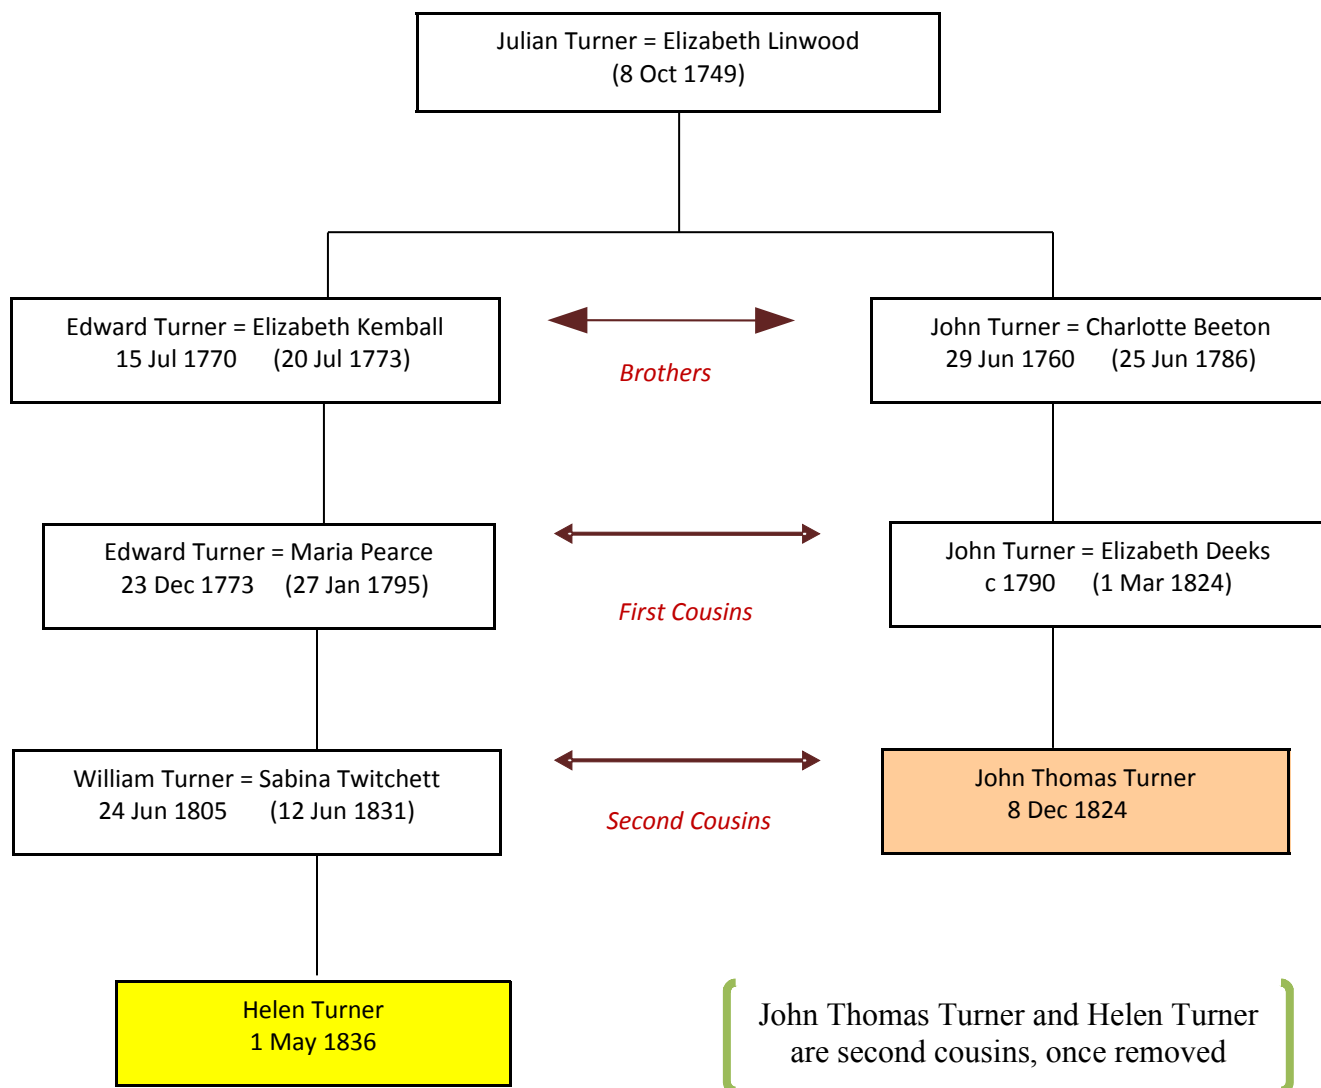 Julian Turner = Elizabeth Linwood
(8 Oct 1749)
Edward Turner = Elizabeth Kemball
15 Jul 1770 (20 Jul 1773)
Brothers
John Turner = Charlotte Beeton
29 Jun 1760 (25 Jun 1786)
Edward Turner = Maria Pearce
23 Dec 1773 (27 Jan 1795)
First Cousins
John Turner = Elizabeth Deeks
c 1790 (1 Mar 1824)
William Turner = Sabina Twitchett
24 Jun 1805 (12 Jun 1831)
Second Cousins
John Thomas Turner
8 Dec 1824
Helen Turner
1 May 1836
John Thomas Turner and Helen Turner
are second cousins, once removed